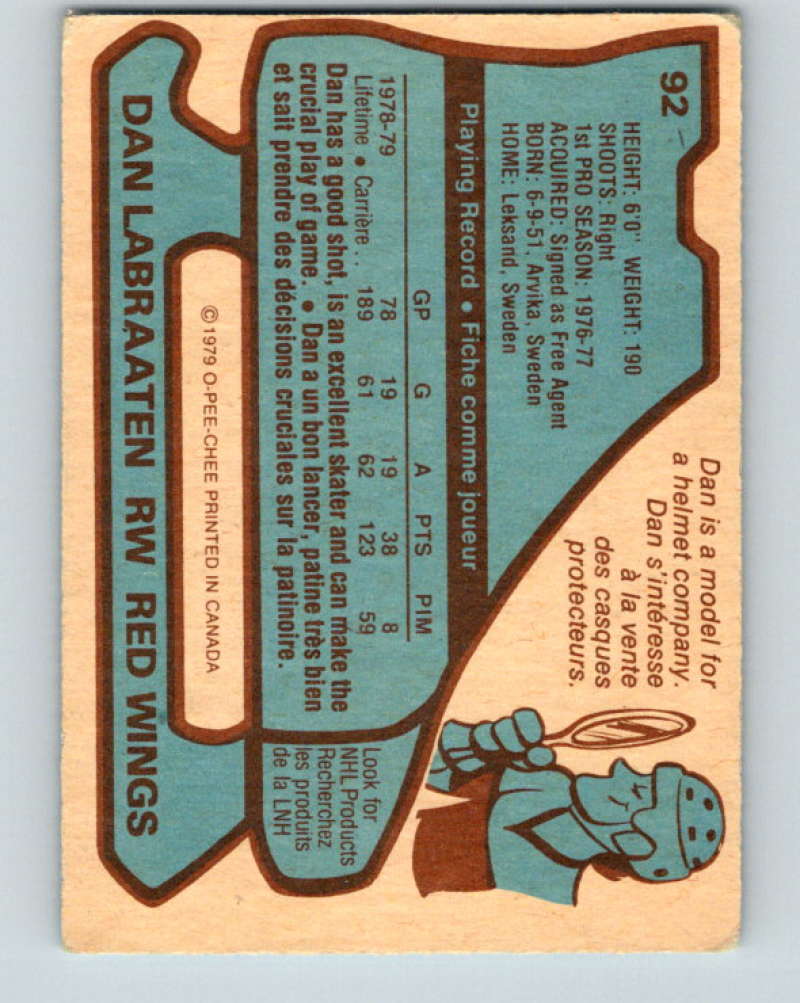 92
HEIGHT: 6'0" WEIGHT: 190
SHOOTS: Right
1st PRO SEASON: 1976-77
ACQUIRED: Signed as Free Agent
BORN: 6-9-51, Arvika, Sweden
HOME: Leksand, Sweden
Dan is a model for
a helmet company.
Dan s'intéresse
à la vente
des casques
protecteurs.
Playing Record • Fiche comme joueur
GP G A PTS PIM
1978-79 78 19 19 38 8
Lifetime • Carrière . . 189 61 62 123 59
Dan has a good shot, is an excellent skater and can make the
crucial play of game. • Dan a un bon lancer, patine très bien
et sait prendre des décisions cruciales sur la patinoire.
Look for
NHL Products
Recherchez
les produits
de la LNH
©1979 O-PEE-CHEE PRINTED IN CANADA
DAN LABRAATEN RW RED WINGS